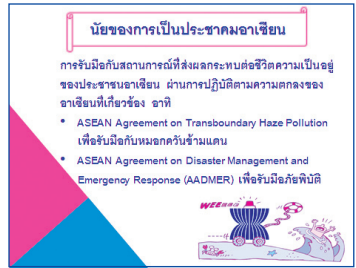 นัยของการเป็นประชาคมอาเซียน
การรับมือกับสถานการณ์ที่ส่งผลกระทบต่อชีวิตความเป็นอยู่
ของประชาชนอาเซียน ผ่านการปฏิบัติตามความตกลงของ
อาเซียนที่เกี่ยวข้อง อาทิ
• ASEAN Agreement on Transboundary Haze Pollution
เพื่อรับมือกับหมอกควันข้ามแดน
• ASEAN Agreement on Disaster Management and
Emergency Response (AADMER) เพื่อรับมือภัยพิบัติ